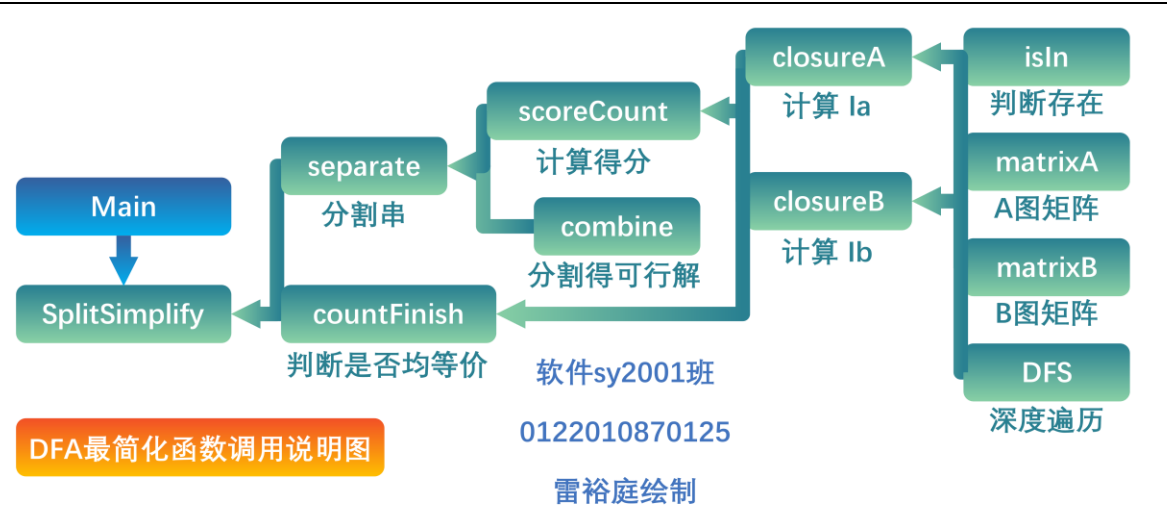 Main
SplitSimplify
separate
分割串
countFinish
判断是否均等价
scoreCount
计算得分
combine
分割得可行解
closureA
计算 Ia
closureB
计算 Ib
isIn
判断存在
matrixA
A图矩阵
matrixB
B图矩阵
DFS
深度遍历
DFA最简化函数调用说明图
软件sy2001班
0122010870125
雷裕庭绘制